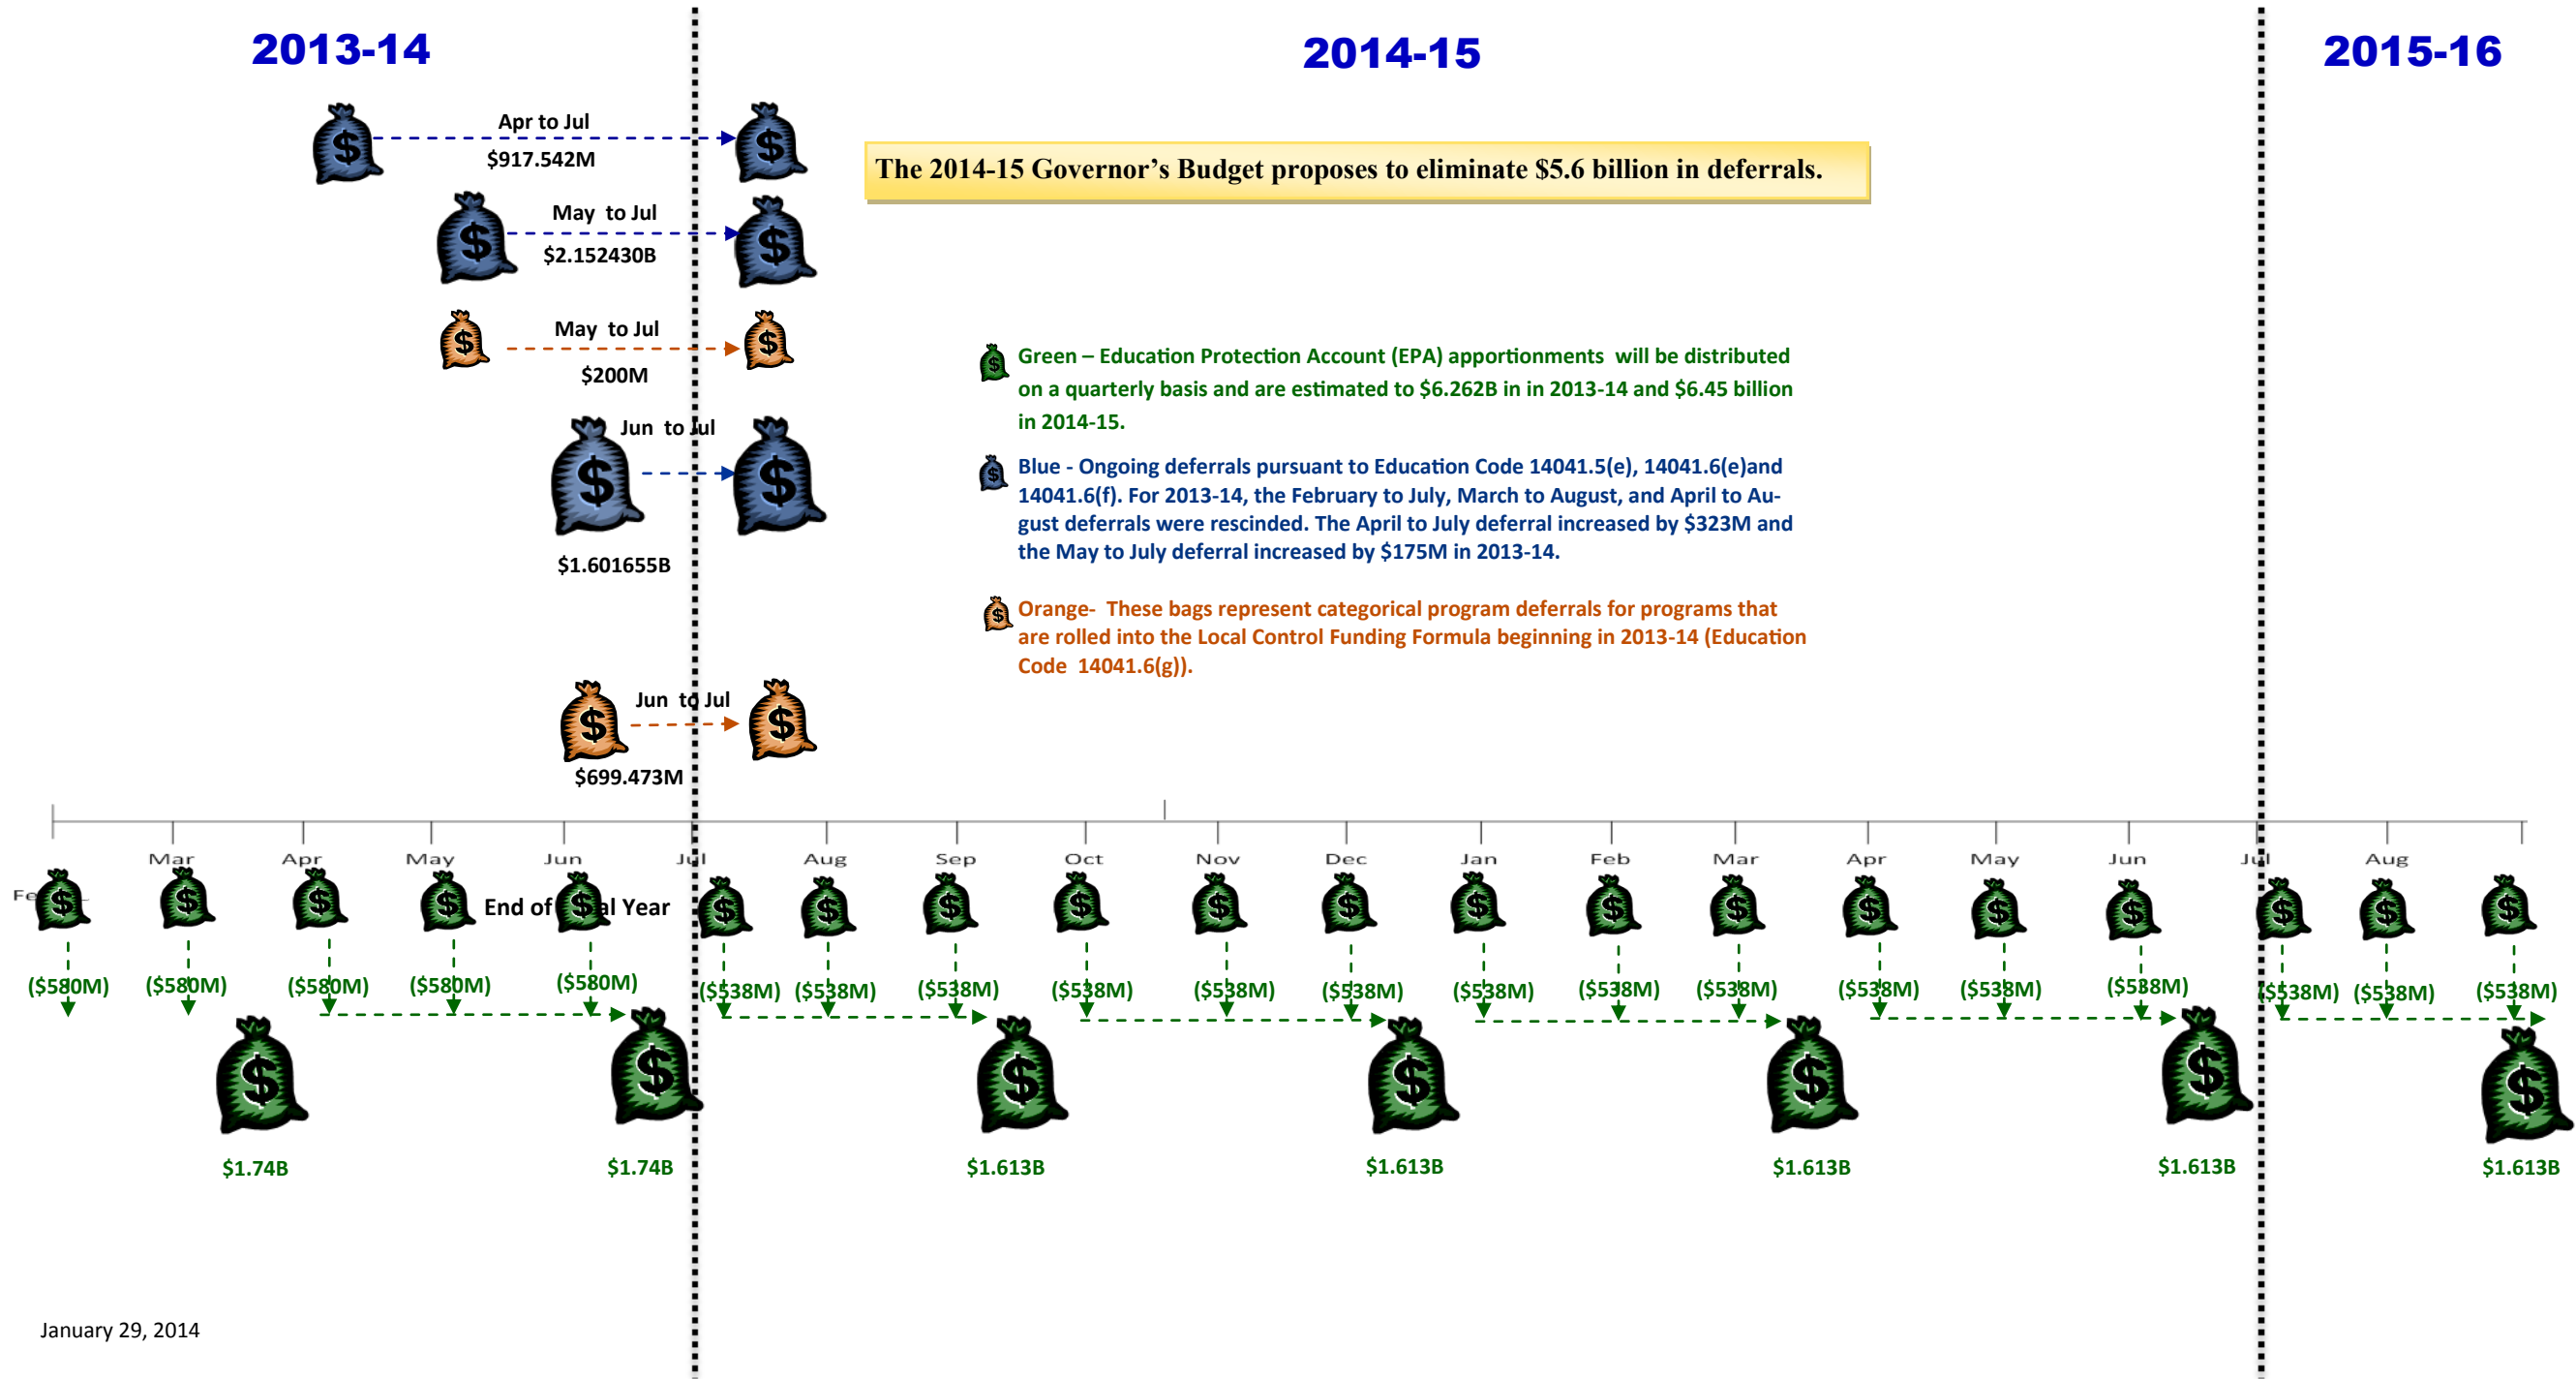 2013-14
2014-15
2015-16
Apr to Jul
$917.542M
The 2014-15 Governor’s Budget proposes to eliminate $5.6 billion in deferrals.
May to Jul
$2.152430B
May to Jul
$200M
Green – Education Protection Account (EPA) apportionments will be distributed
on a quarterly basis and are estimated to $6.262B in in 2013-14 and $6.45 billion
in 2014-15.
Jun to Jul
$1.601655B
Blue - Ongoing deferrals pursuant to Education Code 14041.5(e), 14041.6(e)and
14041.6(f). For 2013-14, the February to July, March to August, and April to Au-
gust deferrals were rescinded. The April to July deferral increased by $323M and
the May to July deferral increased by $175M in 2013-14.
Orange- These bags represent categorical program deferrals for programs that
are rolled into the Local Control Funding Formula beginning in 2013-14 (Education
Code 14041.6(g)).
Jun to Jul
$699.473M
Mar Apr May Jun Jul Aug Sep Oct Nov Dec Jan Feb Mar Apr May Jun Jul Aug
End of Year
($580M) ($580M) ($580M) ($580M) ($580M) ($538M) ($538M) ($538M) ($538M) ($538M) ($538M) ($538M) ($538M) ($538M) ($538M) ($538M) ($538M) ($538M) ($538M) ($538M)
$1.74B $1.74B $1.613B $1.613B $1.613B $1.613B $1.613B
January 29, 2014